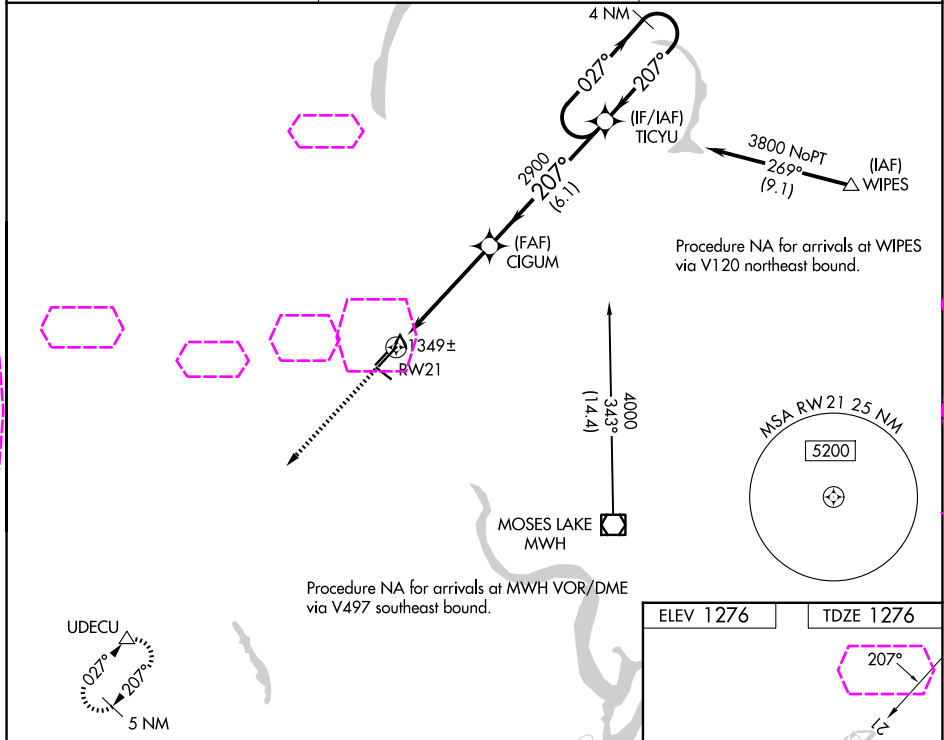 4 NM
027°
207°
(IF/IAF)
TICYU
3800 NoPT
269°
(9.1)
(IAF)
WIPES
2900
207°
(6.1)
(FAF)
CIGUM
Procedure NA for arrivals at WIPES
via V120 northeast bound.
1349±
RW21
4000
343°
(14.4)
MSA RW21 25 NM
5200
MOSES LAKE
MWH
Procedure NA for arrivals at MWH VOR/DME
via V497 southeast bound.
UDECU
027°
207°
5 NM
ELEV 1276
TDZE 1276
207°
21